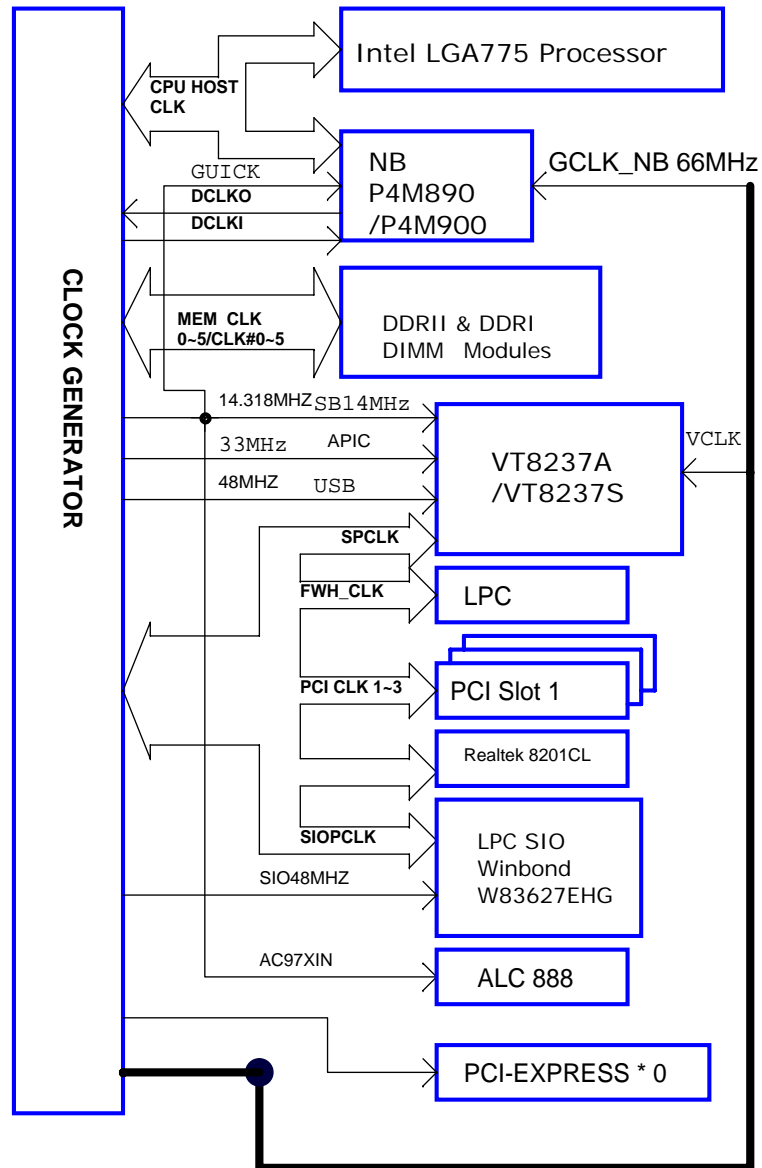 Intel LGA775 Processor
CPU HOST
CLK
NB
P4M890
/P4M900
GCLK_NB 66MHz
GUICK
DCLKO
DCLKI
CLOCK GENERATOR
MEM CLK
0~5/CLK#0~5
DDRII & DDRI
DIMM Modules
14.318MHZ SB14MHz
33MHz APIC
48MHZ USB
VT8237A
/VT8237S
VCLK
SPCLK
FWH_CLK
LPC
PCI CLK 1~3
PCI Slot 1
Realtek 8201CL
SIOPCLK
LPC SIO
Winbond
W83627EHG
SIO48MHZ
AC97XIN
ALC 888
PCI-EXPRESS * 0